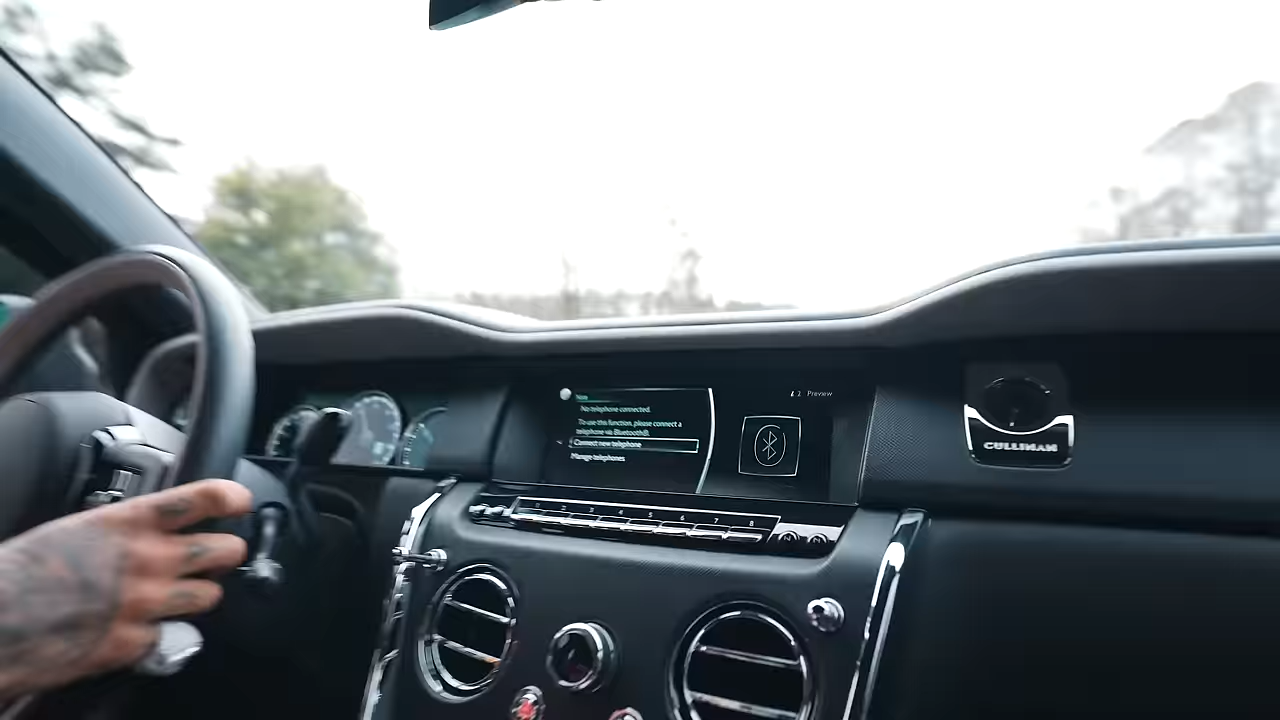 Note
No telephone connected.
To use this function, please connect a
telephone via Bluetooth®.
Connect new telephone
Manage telephones
Preview
CULLINAN
1 2 3 4 5 6 7 8